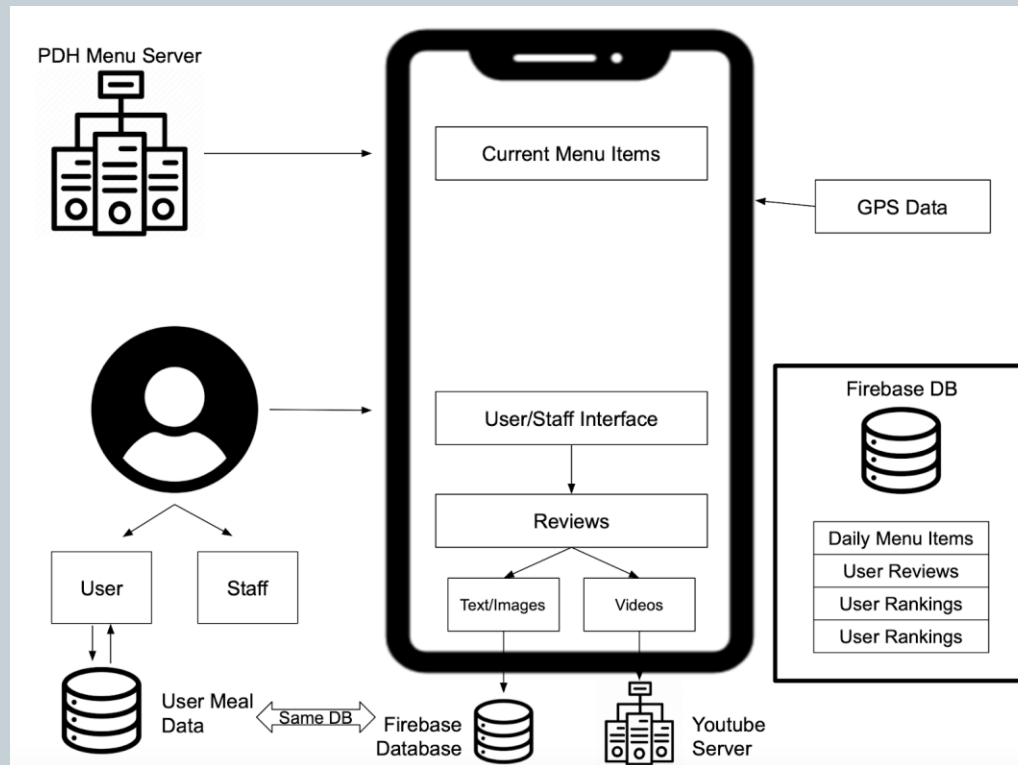 PDH Menu Server
Current Menu Items
GPS Data
User/Staff Interface
Reviews
Text/Images
Videos
User
Staff
User Meal
Data
Same DB
Firebase
Database
Youtube
Server
Firebase DB
Daily Menu Items
User Reviews
User Rankings
User Rankings